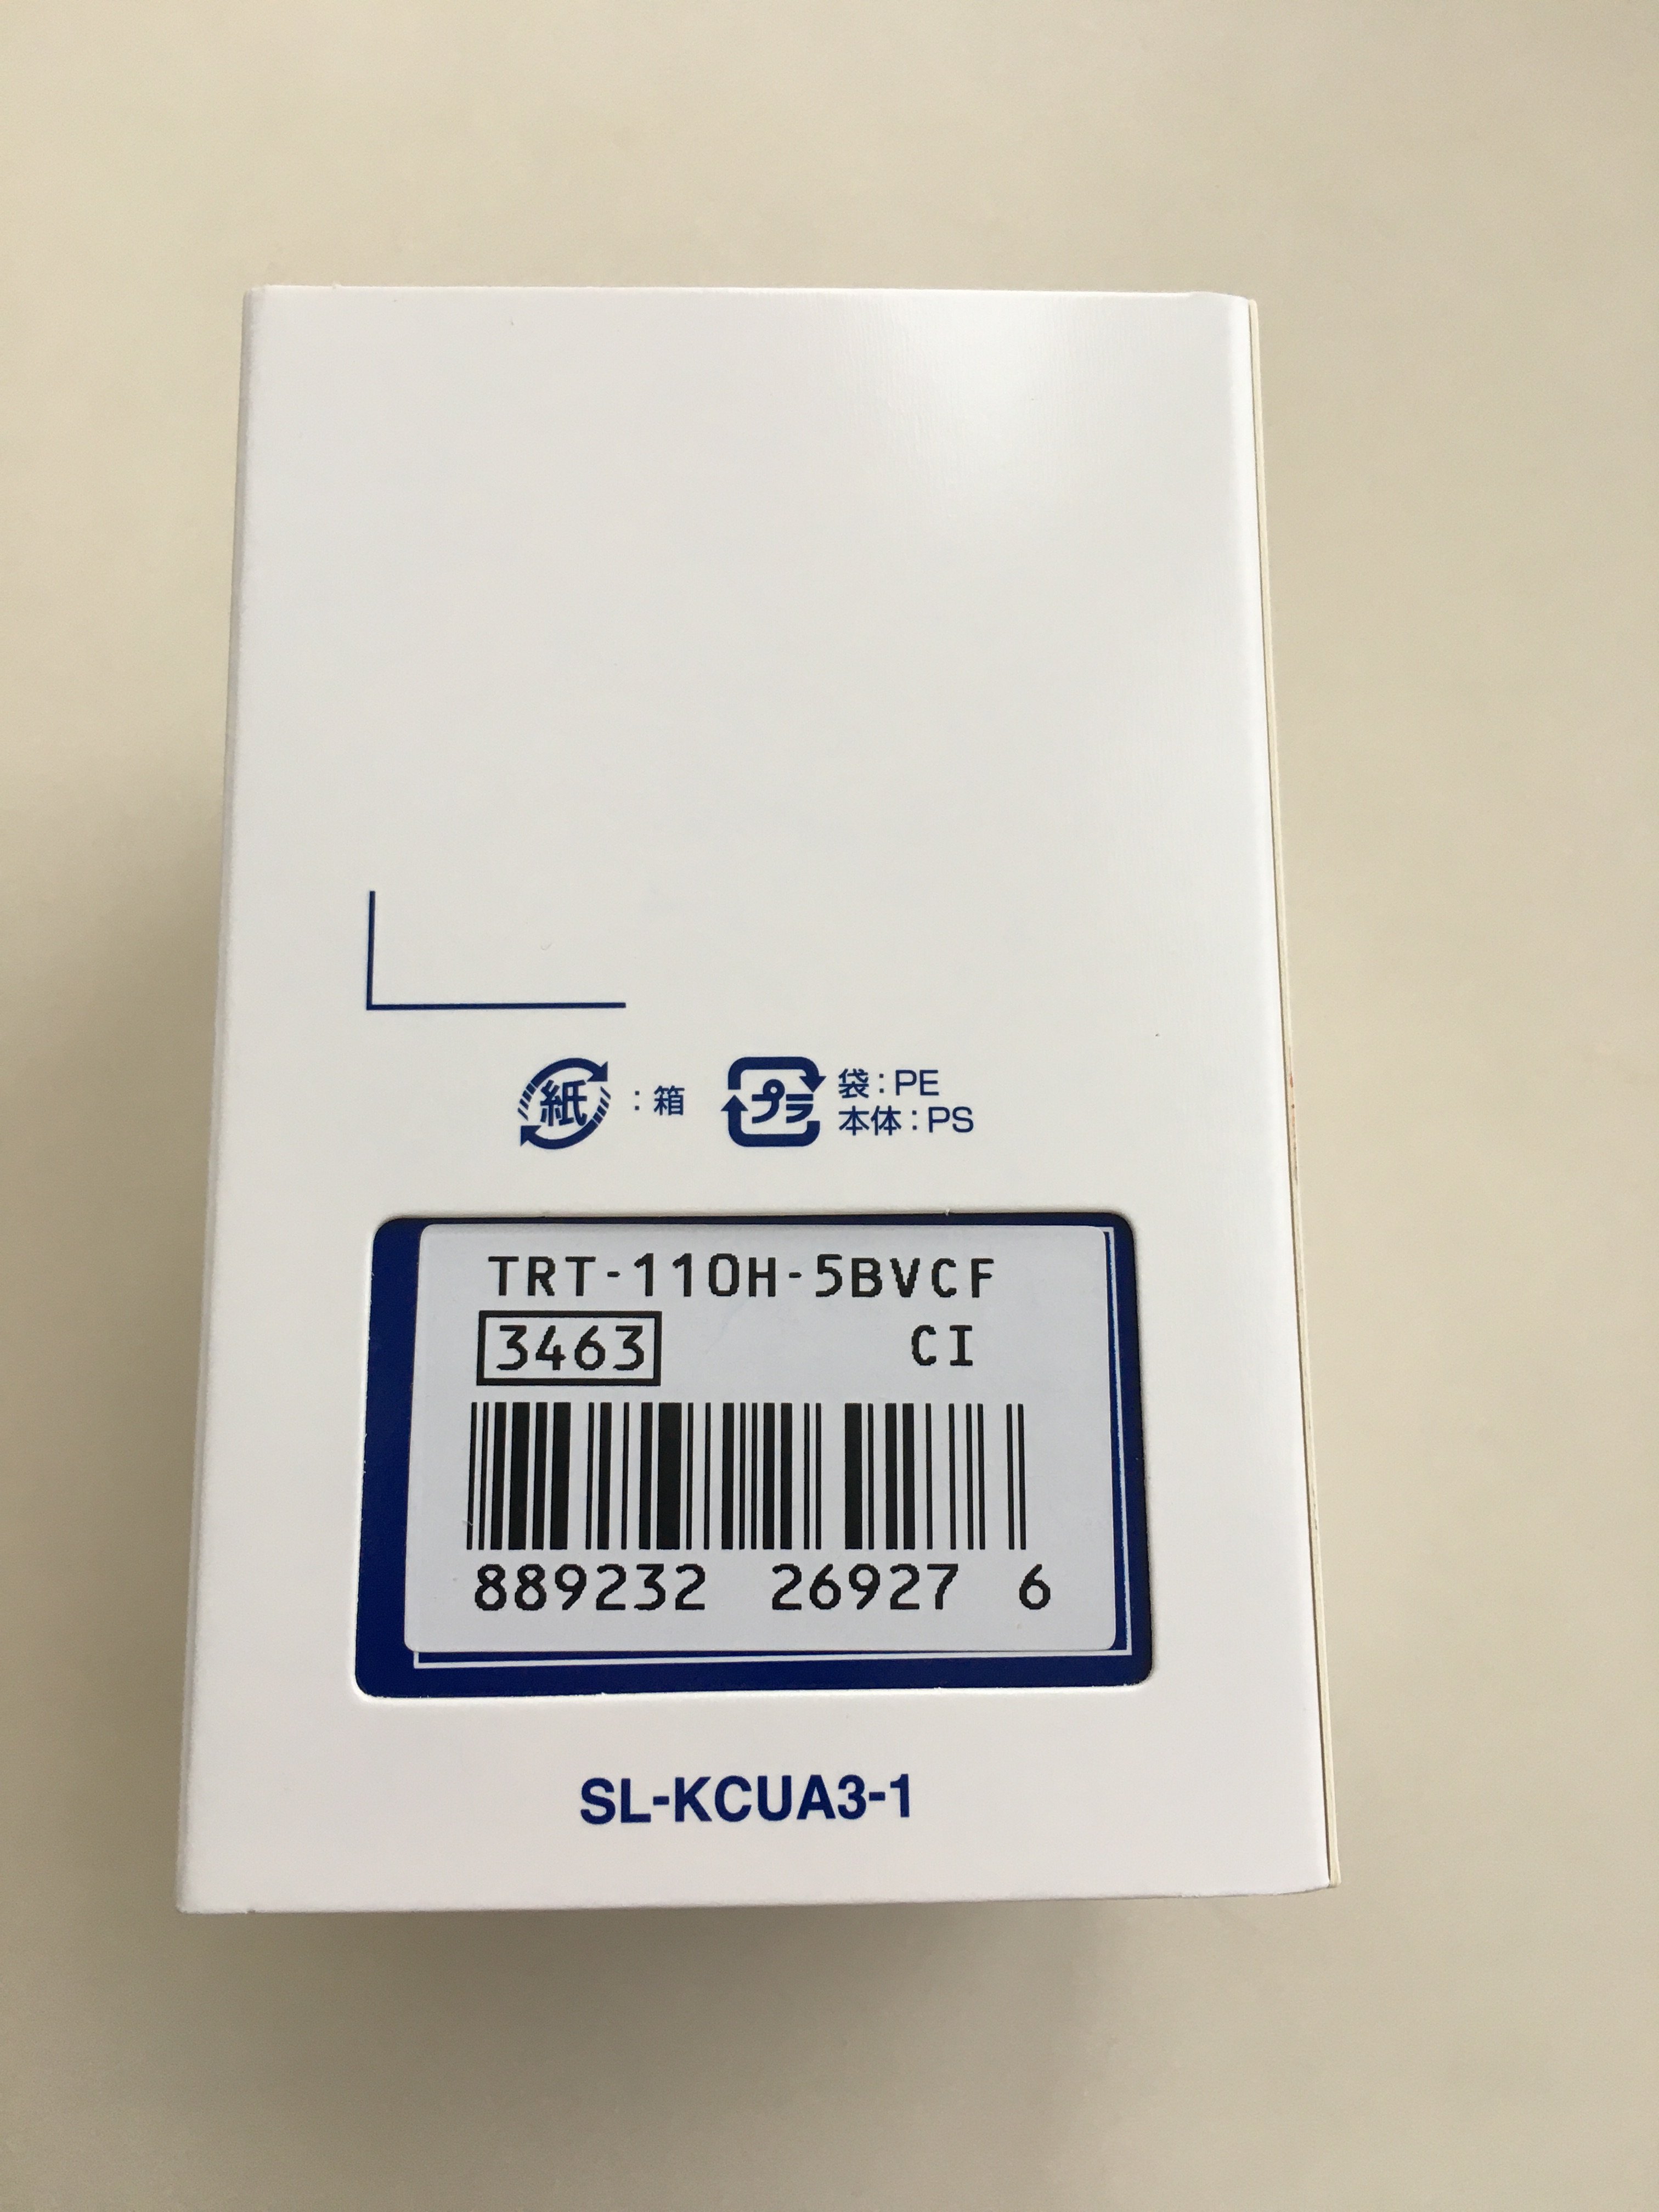 紙 : 箱
プラ 袋 : PE
本体 : PS
TRT-110H-5BVCF
3463 CI
889232 26927 6
SL-KCUA3-1